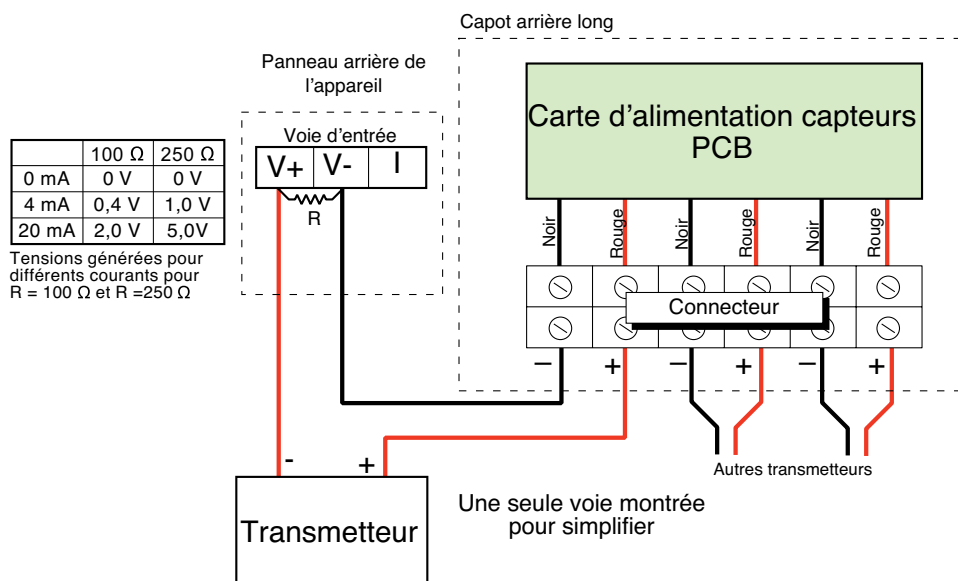 Capot arrière long
Panneau arrière de
l'appareil
Voie d'entrée
V+ V- I
R
100 Ω 250 Ω
0 mA 0 V 0 V
4 mA 0,4 V 1,0 V
20 mA 2,0 V 5,0V
Tensions générées pour
différents courants pour
R = 100 Ω et R =250 Ω
Carte d'alimentation capteurs
PCB
Noir Rouge Noir Rouge Noir Rouge
Connecteur
– + – + – +
Autres transmetteurs
- +
Transmetteur
Une seule voie montrée
pour simplifier